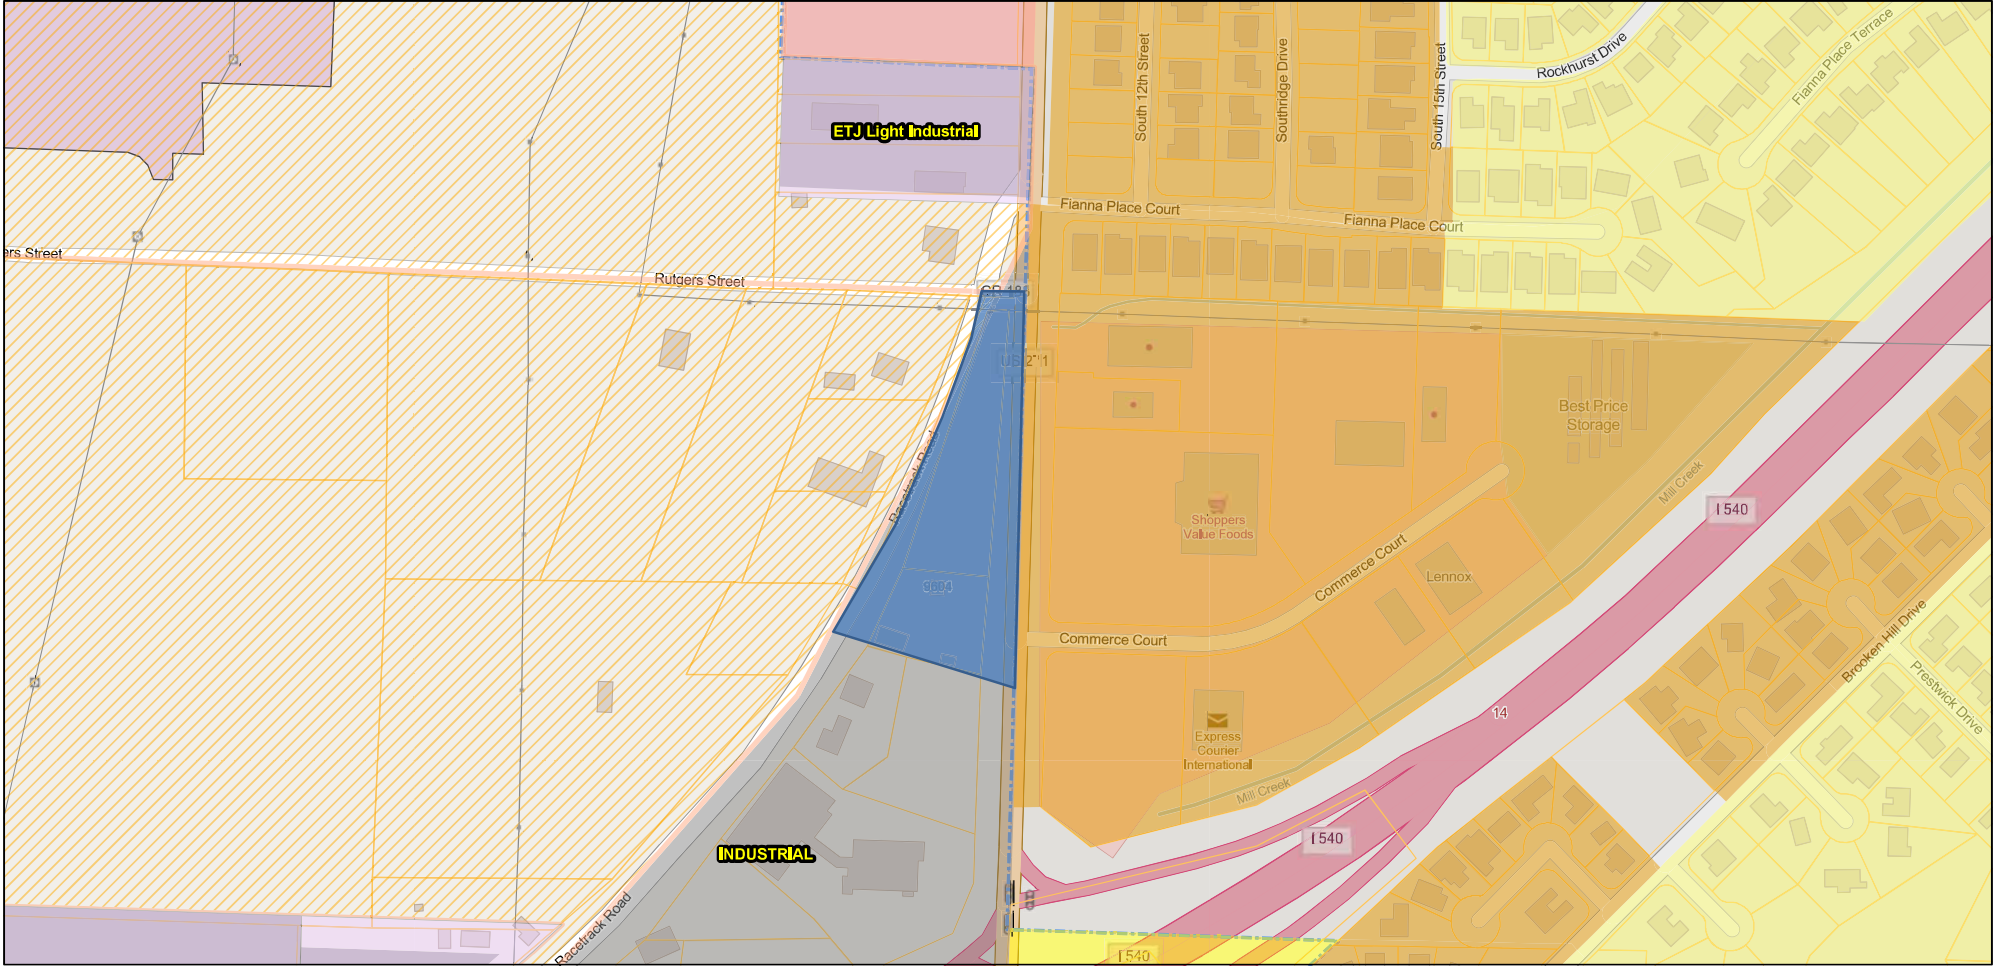 Fianna Place Terrace
Rockhurst Drive
South 12th Street
Southridge Drive
South 15th Street
ETJ Light Industrial
Fianna Place Court
Fianna Place Court
ers Street
Rutgers Street
US 271
Best Price
Storage
Racetrack Road
Mill Creek
I 540
Shoppers
Value Foods
Commerce Court
Lennox
Commerce Court
Brooken Hill Drive
Prestwick Drive
14
Express
Courier
International
Mill Creek
I 540
INDUSTRIAL
Racetrack Road
I 540